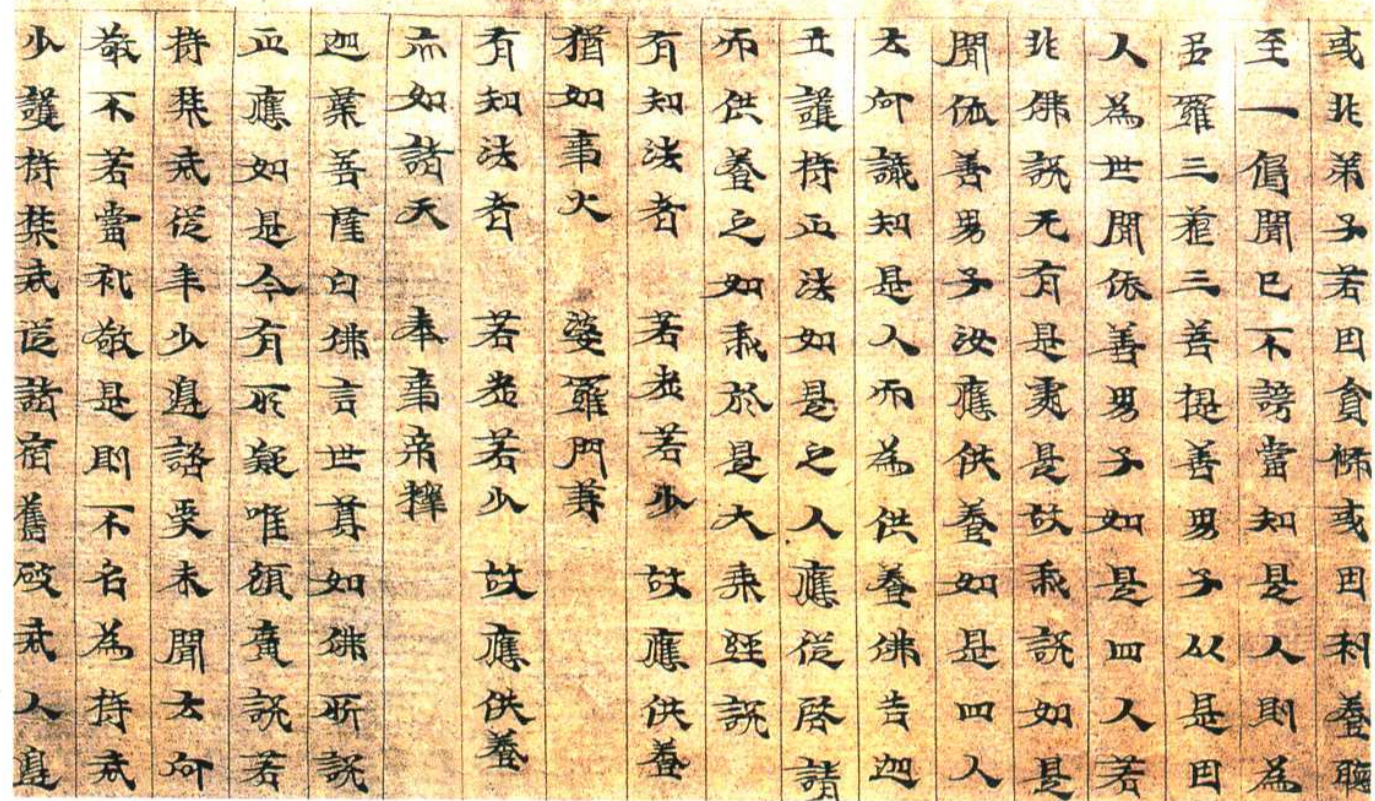 或非弟子若因貪怖或因利養聽
至一偈聞已不謗當知是人則為
多羅三藐三菩提善男子以是因
人為世間依善男子如是四人若
非佛說无有是處是故我說如是
間依善男子汝應供養如是四人
云何識知是人而為供養佛告迦
立護持正法如是之人應從啓請
而供養之如我於是大乘經說
有知法者 若老若少 故應供養
猶如事火 婆羅門等
有知法者 若老若少 故應供養
亦如諸天 奉事帝釋
迦葉菩薩白佛言世尊如佛所說
正應如是今有所疑唯願廣說若
持禁戒從年少邊諮受未聞云何
敬不若當礼敬是則不名為持戒
少護持禁戒從諸宿舊破戒人邊